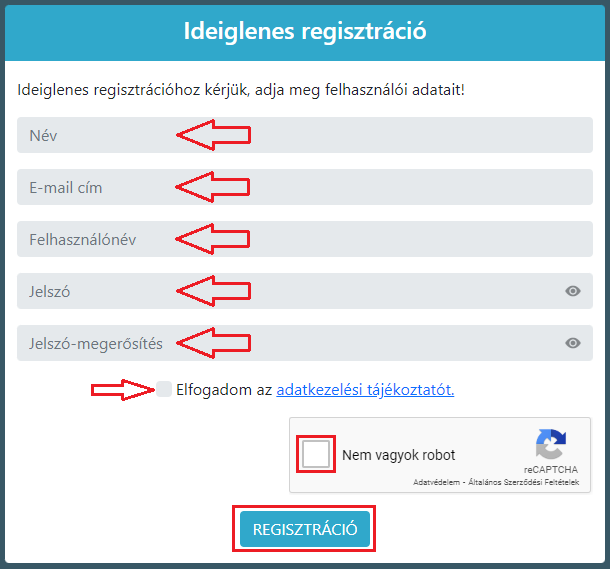 Ideiglenes regisztráció
Ideiglenes regisztrációhoz kérjük, adja meg felhasználói adatait!
Név
E-mail cím
Felhasználónév
Jelszó
Jelszó-megerősítés
Elfogadom az adatkezelési tájékoztatót.
Nem vagyok robot
reCAPTCHA
Adatvédelem - Általános Szerződési Feltételek
REGISZTRÁCIÓ